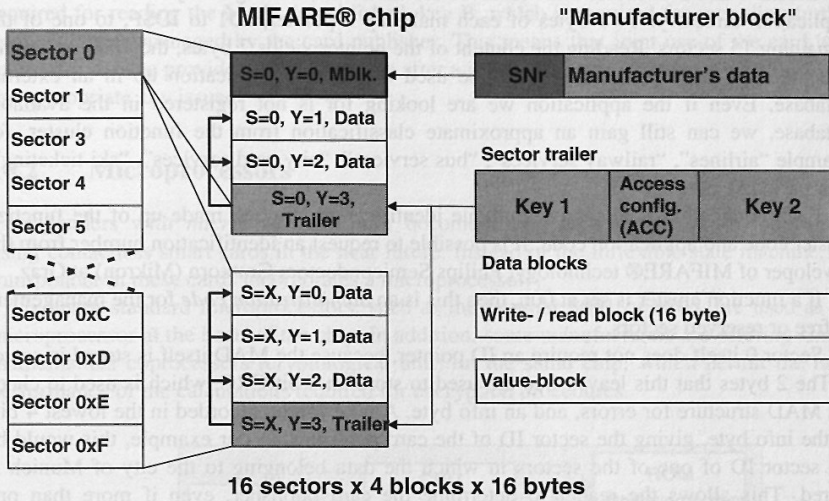 MIFARE® chip
"Manufacturer block"
Sector 0
Sector 1
Sector 3
Sector 4
Sector 5
Sector 0xC
Sector 0xD
Sector 0xE
Sector 0xF
S=0, Y=0, Mblk.
S=0, Y=1, Data
S=0, Y=2, Data
S=0, Y=3,
Trailer
S=X, Y=0, Data
S=X, Y=1, Data
S=X, Y=2, Data
S=X, Y=3, Trailer
SNr
Manufacturer's data
Sector trailer
Key 1
Access
config.
(ACC)
Key 2
Data blocks
Write- / read block (16 byte)
Value-block
16 sectors x 4 blocks x 16 bytes